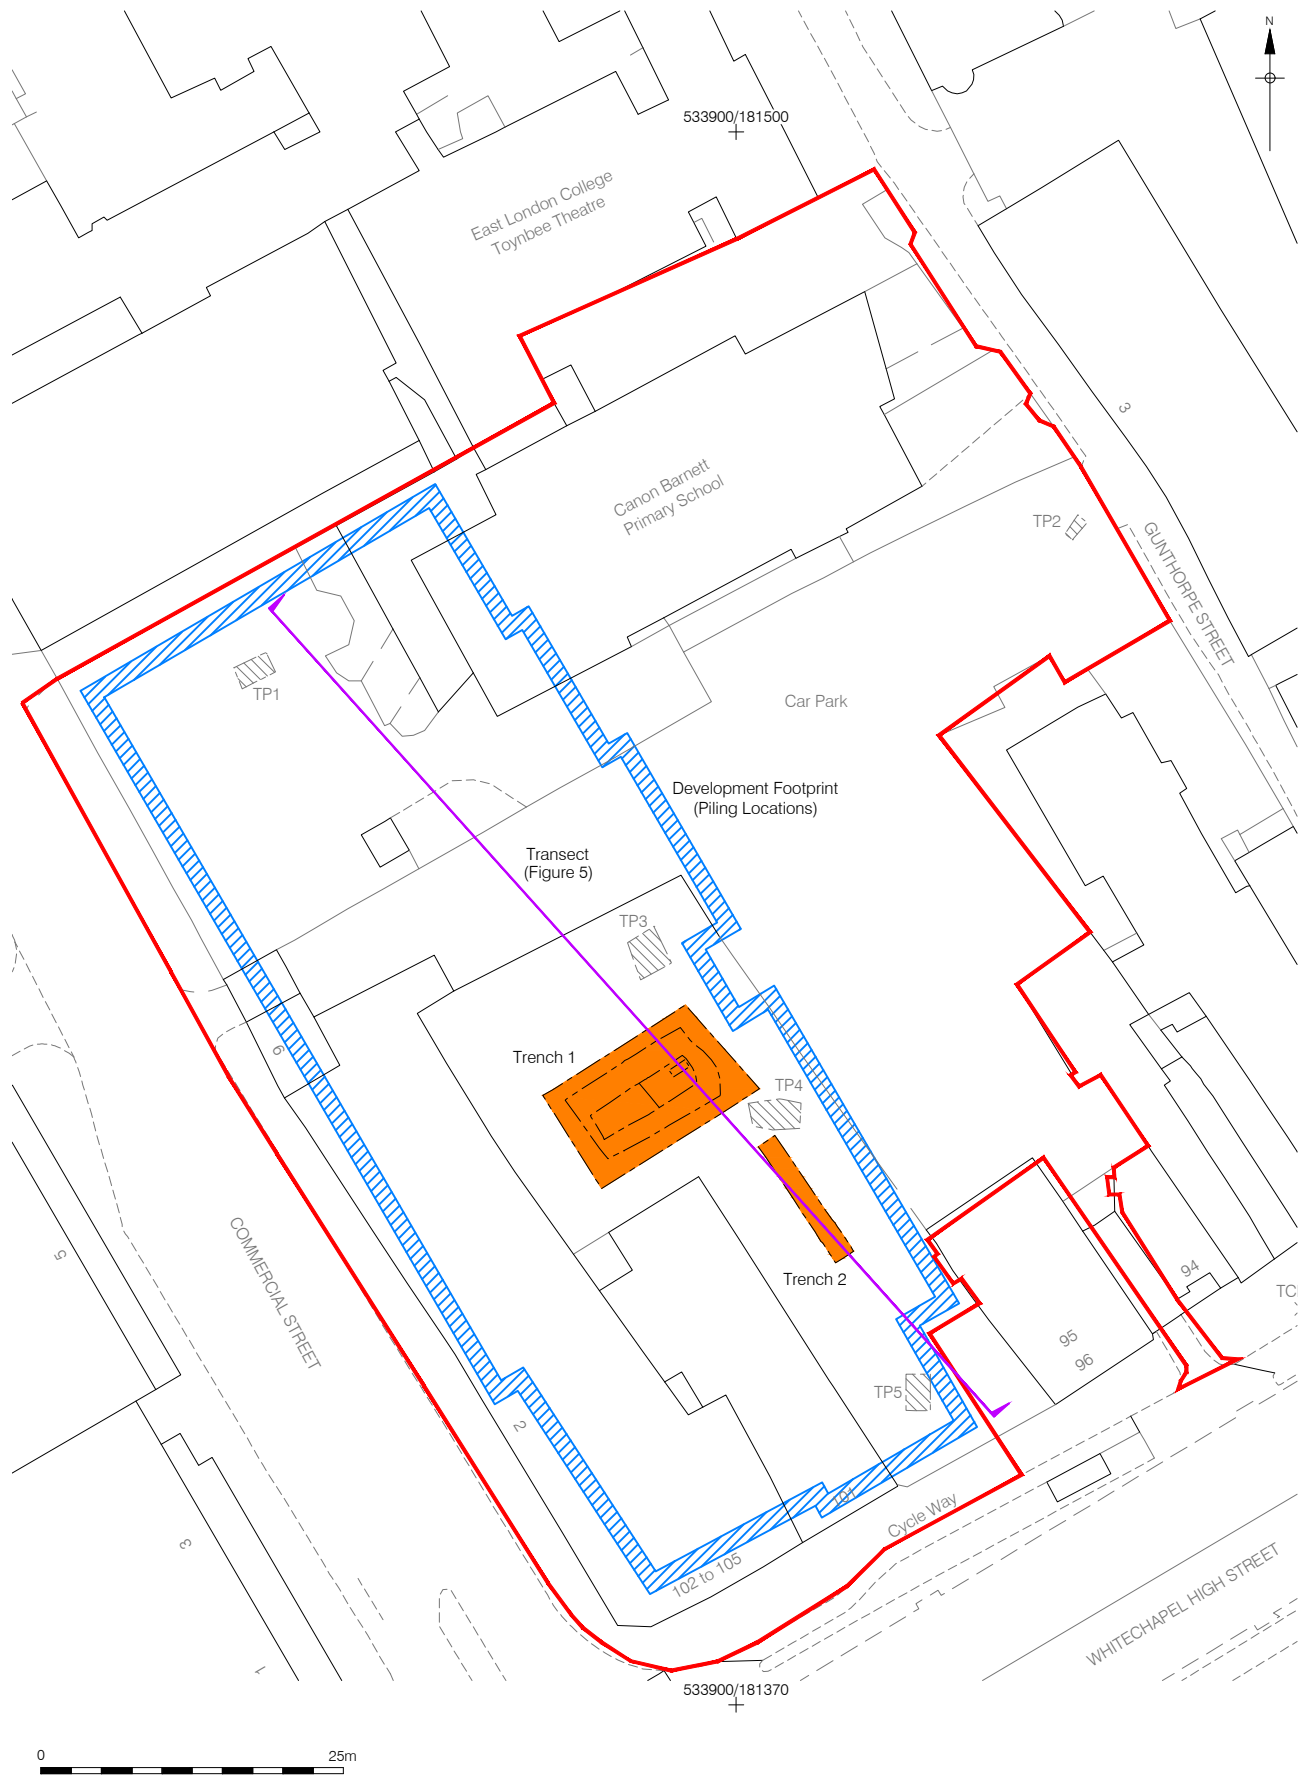 N
533900/181500
East London College
Toynbee Theatre
3
Canon Barnett
Primary School
TP2
GUNTHORPE STREET
TP1
Car Park
Development Footprint
(Piling Locations)
Transect
(Figure 5)
TP3
6
Trench 1
TP4
5
COMMERCIAL STREET
Trench 2
94
TC
95
96
TP5
2
101
Cycle Way
3
102 to 105
WHITECHAPEL HIGH STREET
1
533900/181370
0 25m